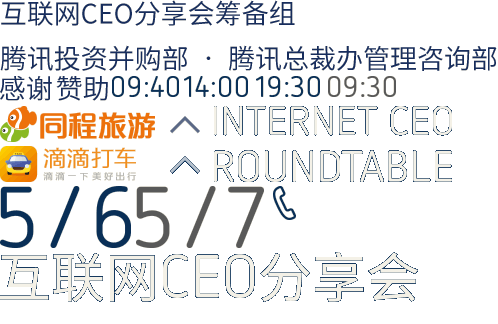 互联网CEO分享会筹备组
腾讯投资并购部 · 腾讯总裁办管理咨询部
感谢赞助09:4014:00 19:30 09:30
同程旅游 INTERNET CEO
滴滴打车 ROUNDTABLE
滴滴一下 美好出行
5/65/7
互联网CEO分享会